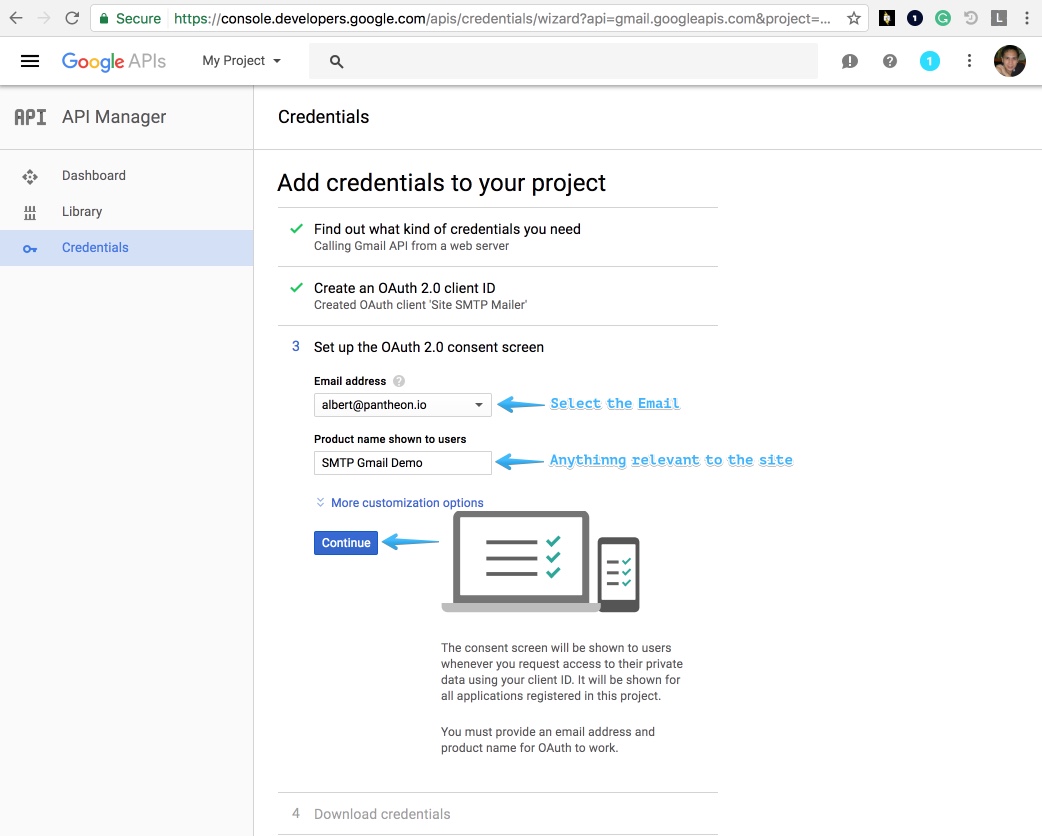 Secure https://console.developers.google.com/apis/credentials/wizard?api=gmail.googleapis.com&project=... 1 G L
Google APIs My Project 1
API API Manager
Credentials
Dashboard
Library
Credentials
Add credentials to your project
Find out what kind of credentials you need
Calling Gmail API from a web server
Create an OAuth 2.0 client ID
Created OAuth client 'Site SMTP Mailer'
3 Set up the OAuth 2.0 consent screen
Email address ?
albert@pantheon.io Select the Email
Product name shown to users
SMTP Gmail Demo Anythinng relevant to the site
More customization options
Continue
The consent screen will be shown to users
whenever you request access to their private
data using your client ID. It will be shown for
all applications registered in this project.
You must provide an email address and
product name for OAuth to work.
4 Download credentials